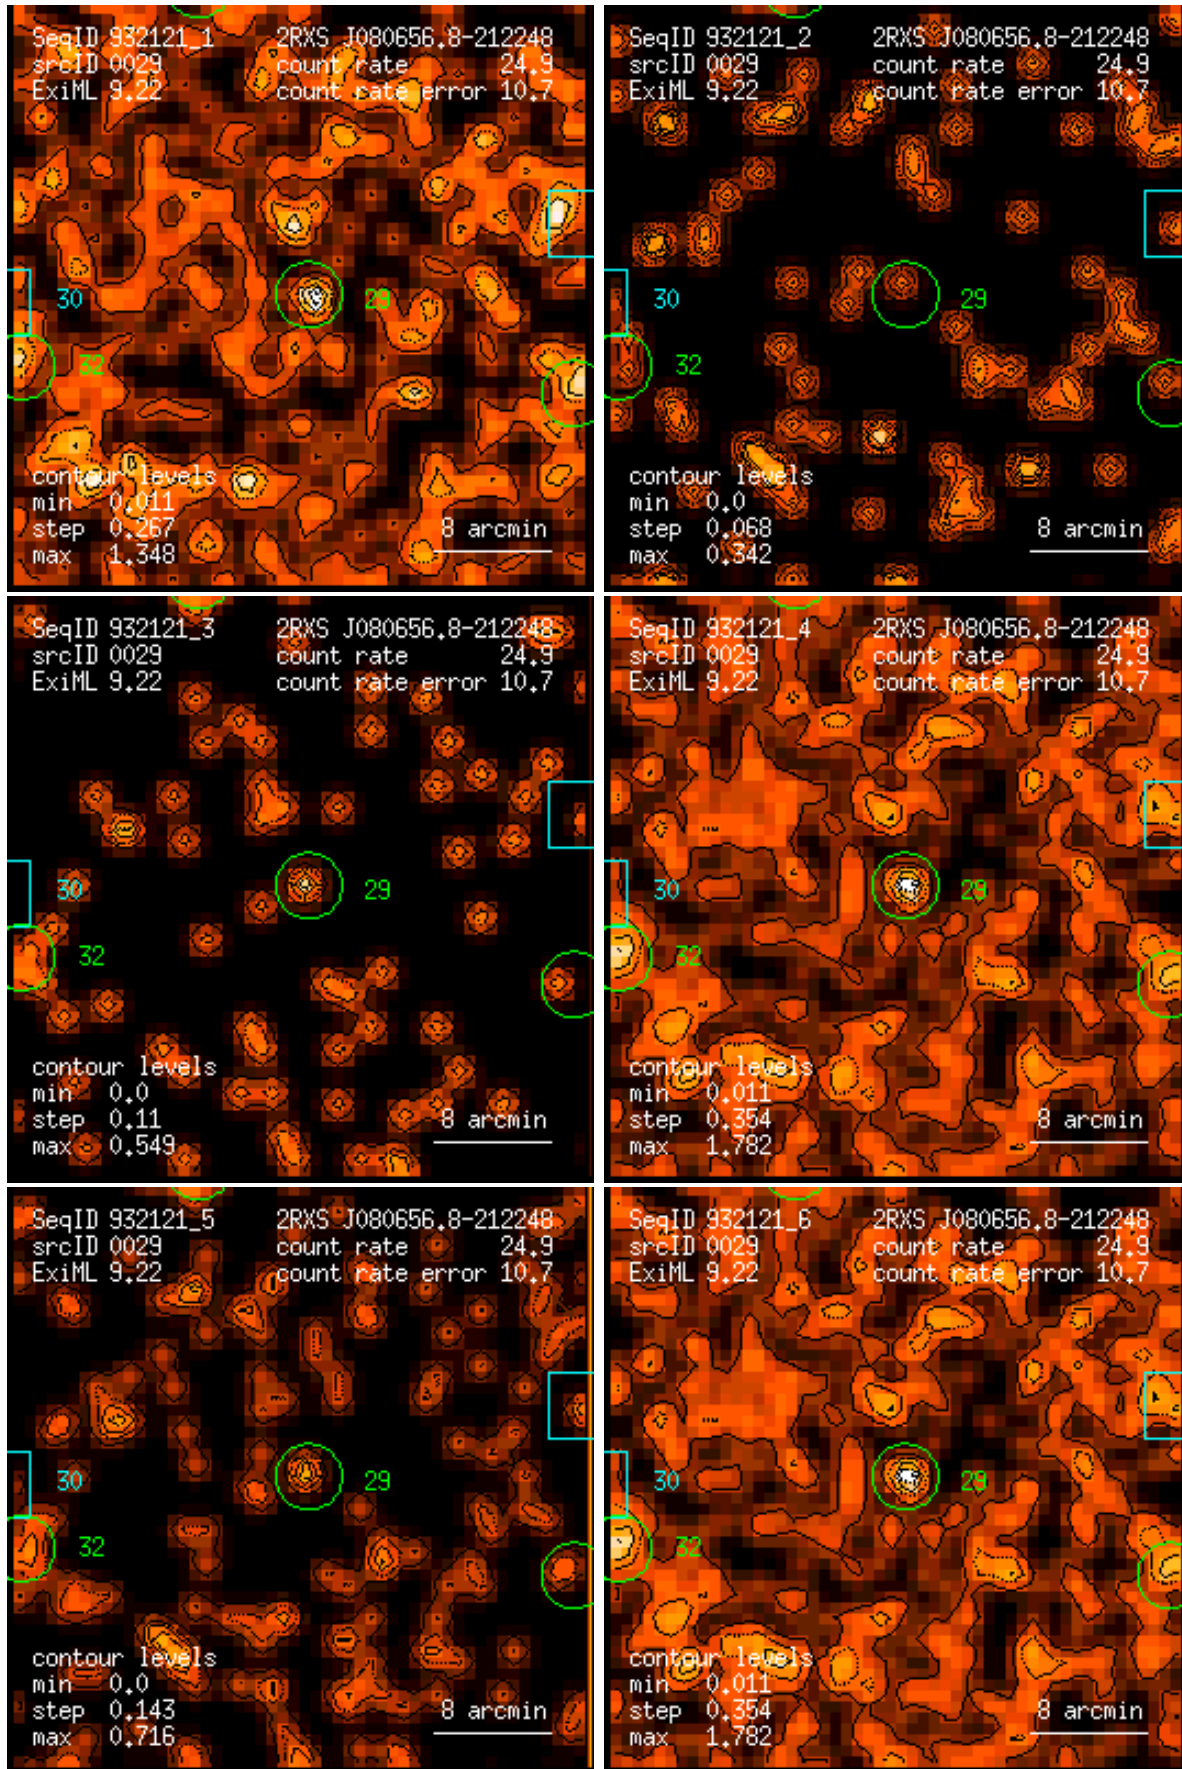 SeqID 932121_1 2RXS J080656.8-212248
srcID 0029 count rate 24.9
ExiML 9.22 count rate error 10.7
30
29
32
contour levels
min 0.011
step 0.267
max 1.348
8 arcmin
SeqID 932121_2 2RXS J080656.8-212248
srcID 0029 count rate 24.9
ExiML 9.22 count rate error 10.7
30
29
32
contour levels
min 0.0
step 0.068
max 0.342
8 arcmin
SeqID 932121_3 2RXS J080656.8-212248
srcID 0029 count rate 24.9
ExiML 9.22 count rate error 10.7
30
29
32
contour levels
min 0.0
step 0.11
max 0.549
8 arcmin
SeqID 932121_4 2RXS J080656.8-212248
srcID 0029 count rate 24.9
ExiML 9.22 count rate error 10.7
30
29
32
contour levels
min 0.011
step 0.354
max 1.782
8 arcmin
SeqID 932121_5 2RXS J080656.8-212248
srcID 0029 count rate 24.9
ExiML 9.22 count rate error 10.7
30
29
32
contour levels
min 0.0
step 0.143
max 0.716
8 arcmin
SeqID 932121_6 2RXS J080656.8-212248
srcID 0029 count rate 24.9
ExiML 9.22 count rate error 10.7
30
29
32
contour levels
min 0.011
step 0.354
max 1.782
8 arcmin